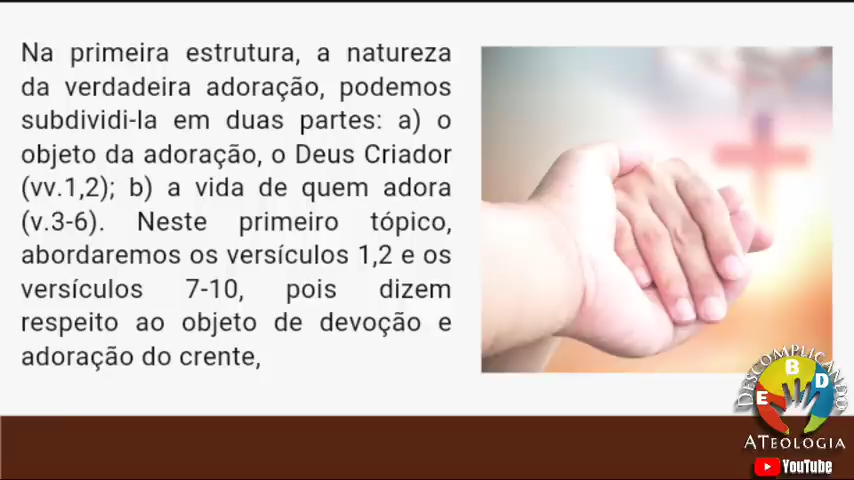 Na primeira estrutura, a natureza
da verdadeira adoração, podemos
subdividi-la em duas partes: a) o
objeto da adoração, o Deus Criador
(vv.1,2); b) a vida de quem adora
(v.3-6). Neste primeiro tópico,
abordaremos os versículos 1,2 e os
versículos 7-10, pois dizem
respeito ao objeto de devoção e
adoração do crente,
DESCOMPLICANDO
E B D
ATEOLOGIA
YouTube